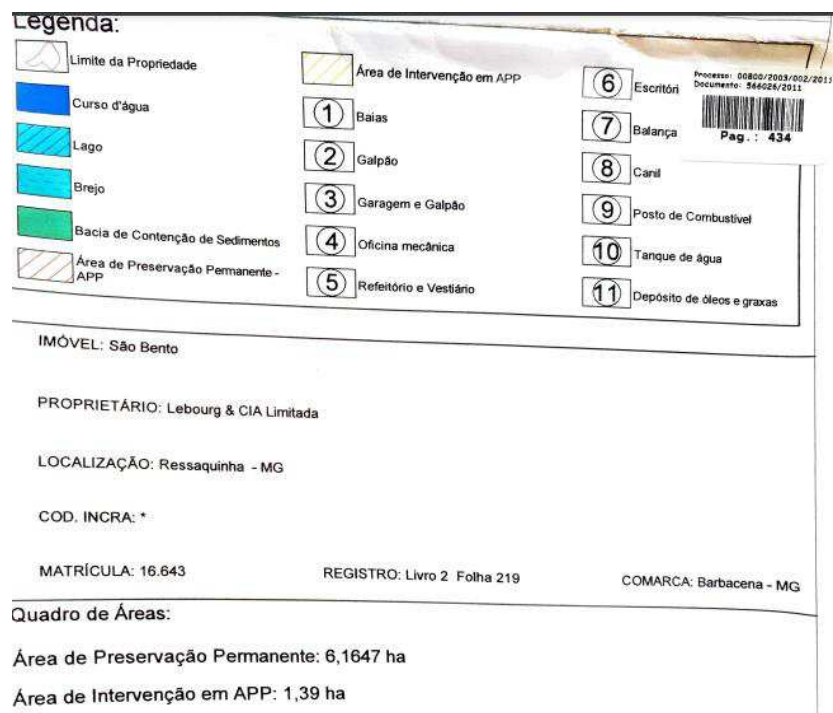 Legenda:
Limite da Propriedade
Curso d'água
Lago
Brejo
Bacia de Contenção de Sedimentos
Área de Preservação Permanente -
APP
Área de Intervenção em APP
1 Baias
2 Galpão
3 Garagem e Galpão
4 Oficina mecânica
5 Refeitório e Vestiário
6 Escritóri
7 Balança
8 Canil
9 Posto de Combustível
10 Tanque de água
11 Depósito de óleos e graxas
Processo: 00800/2003/002/2011
Documento: 566026/2011
Pag.: 434
IMÓVEL: São Bento
PROPRIETÁRIO: Lebourg & CIA Limitada
LOCALIZAÇÃO: Ressaquinha - MG
COD. INCRA: *
MATRÍCULA: 16.643 REGISTRO: Livro 2 Folha 219 COMARCA: Barbacena - MG
Quadro de Áreas:
Área de Preservação Permanente: 6,1647 ha
Área de Intervenção em APP: 1,39 ha